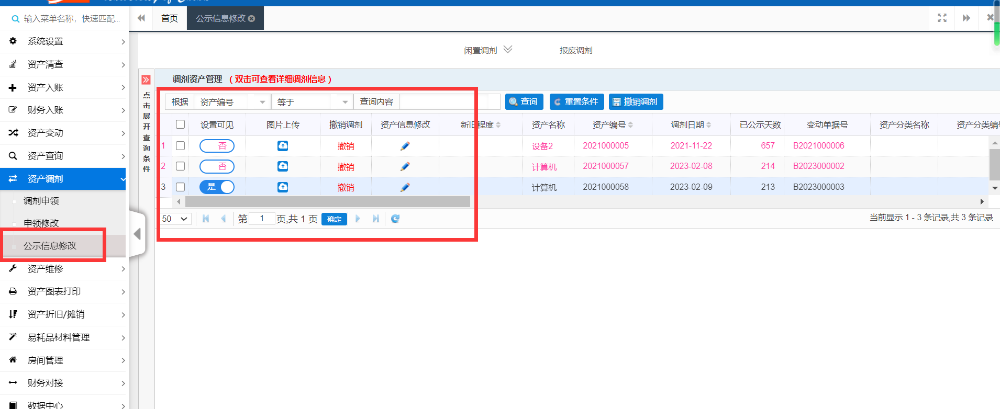 输入菜单名称，快速匹配...
首页
公示信息修改
系统设置
资产清查
资产入账
财务入账
资产变动
资产查询
资产调剂
调剂申领
申领修改
公示信息修改
资产维修
资产图表打印
资产折旧/摊销
易耗品材料管理
房间管理
财务对接
数据中心
闲置调剂
报废调剂
点击展开查询条件
调剂资产管理 （双击可查看详细调剂信息）
根据 资产编号 等于 查询内容 查询 重置条件 撤销调剂
设置可见 图片上传 撤销调剂 资产信息修改 新旧程度 资产名称 资产编号 调剂日期 已公示天数 变动单据号 资产分类名称 资产分类编号
1 否 撤销 设备2 2021000005 2021-11-22 657 B2021000006
2 否 撤销 计算机 2021000057 2023-02-08 214 B2023000002
3 是 撤销 计算机 2021000058 2023-02-09 213 B2023000003
50 第 1 页,共 1 页 确定
当前显示 1 - 3 条记录,共 3 条记录